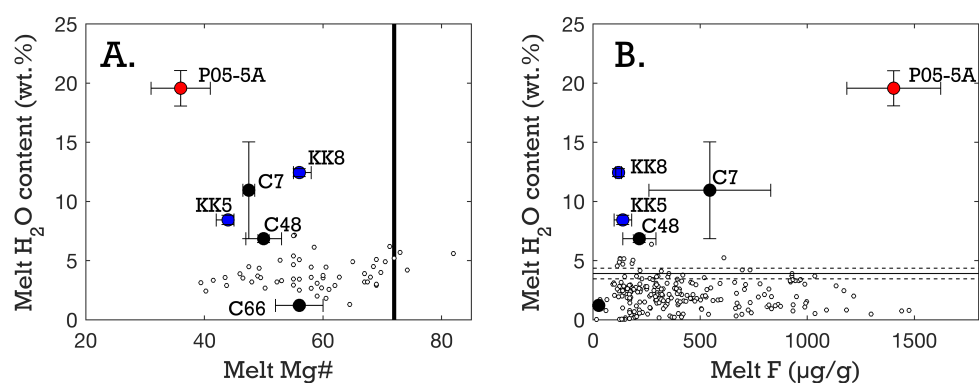 A.
P05-5A
KK8
C7
KK5
C48
C66
Melt H2O content (wt.%)
25
20
15
10
5
0
20
40
60
80
Melt Mg#
B.
P05-5A
KK8
C7
KK5
C48
Melt H2O content (wt.%)
25
20
15
10
5
0
0
500
1000
1500
Melt F (µg/g)